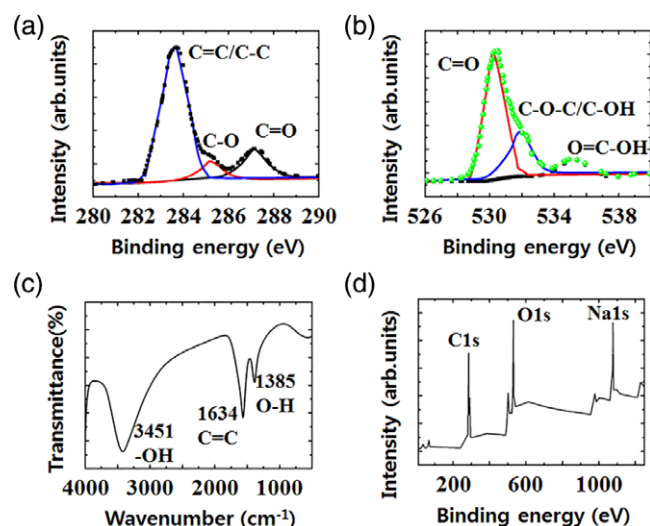 (a)
Intensity (arb.units)
C=C/C-C
C-O
C=O
280 282 284 286 288 290
Binding energy (eV)
(b)
Intensity (arb.units)
C=O
C-O-C/C-OH
O=C-OH
526 530 534 538
Binding energy (eV)
(c)
Transmittance(%)
3451
-OH
1634
C=C
1385
O-H
4000 3000 2000 1000
Wavenumber (cm⁻¹)
(d)
Intensity (arb.units)
C1s
O1s
Na1s
200 600 1000
Binding energy (eV)